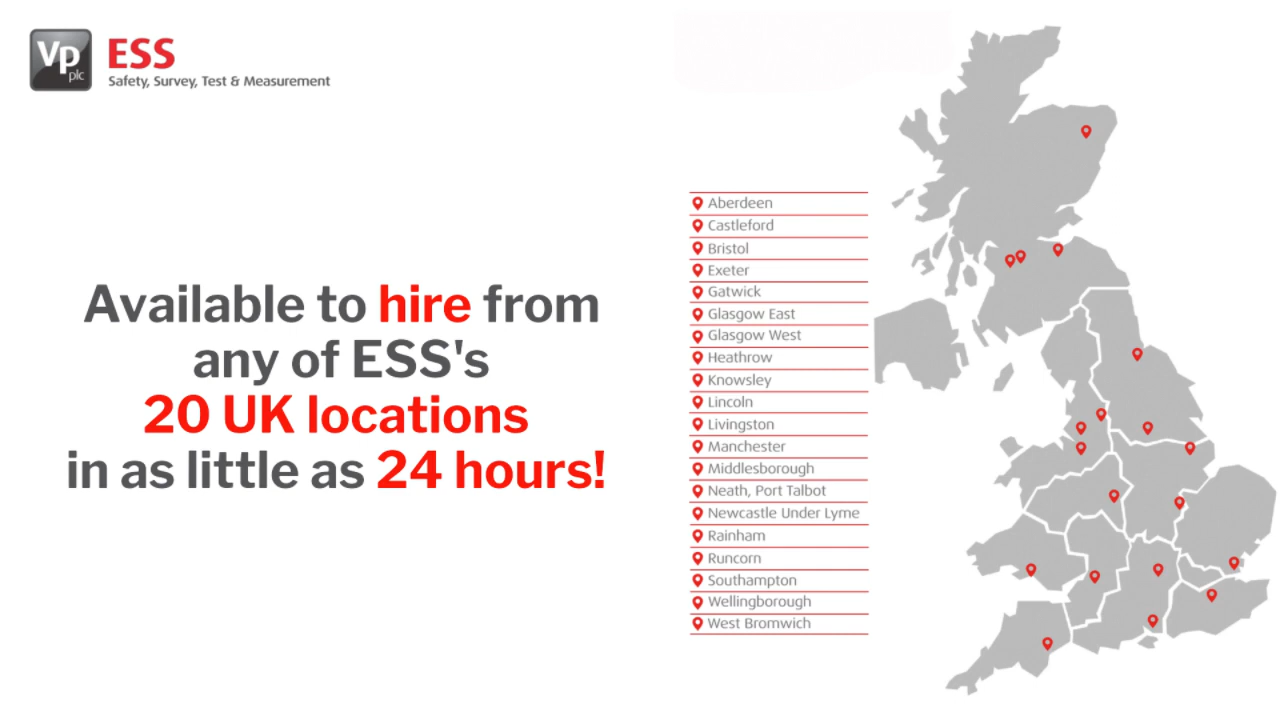 Vp
plc
ESS
Safety, Survey, Test & Measurement
Available to hire from
any of ESS's
20 UK locations
in as little as 24 hours!
Aberdeen
Castleford
Bristol
Exeter
Gatwick
Glasgow East
Glasgow West
Heathrow
Knowsley
Lincoln
Livingston
Manchester
Middlesborough
Neath, Port Talbot
Newcastle Under Lyme
Rainham
Runcorn
Southampton
Wellingborough
West Bromwich